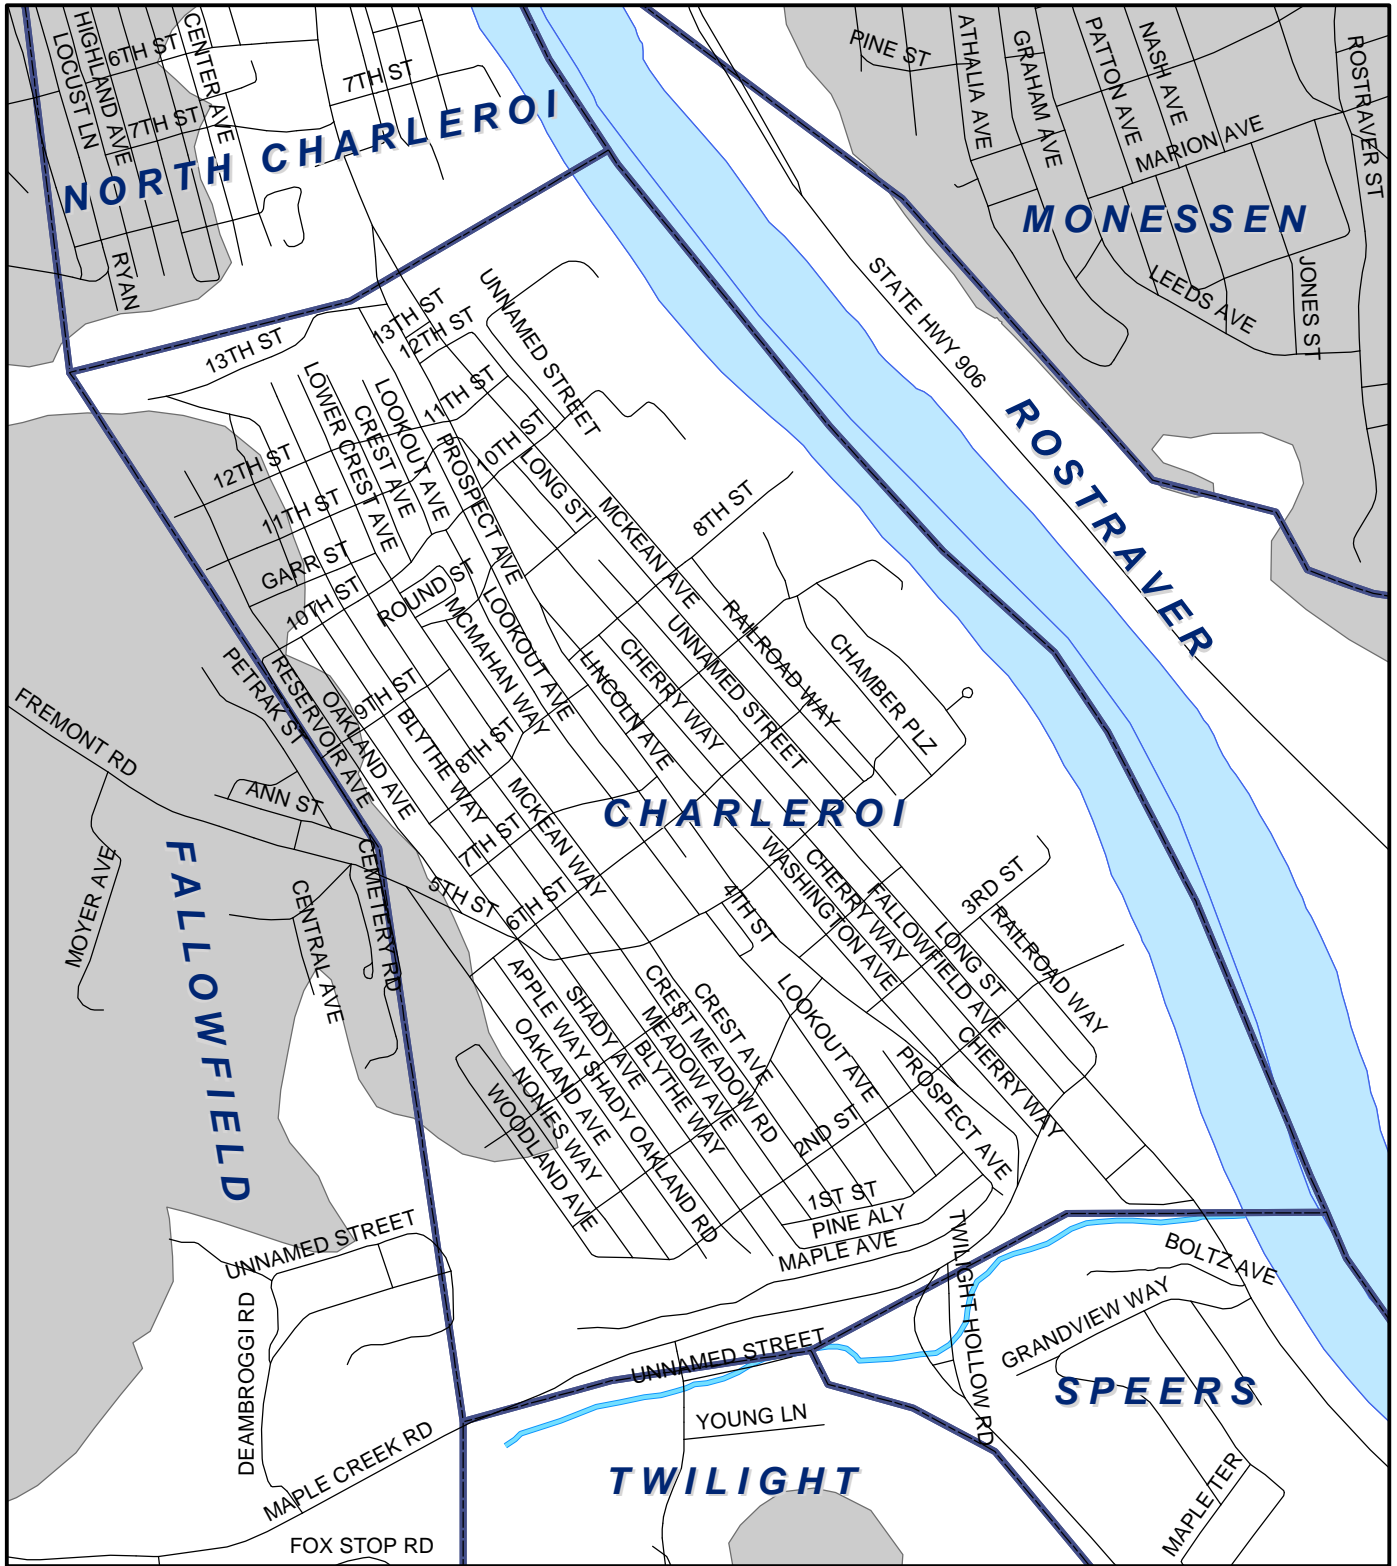 HIGHLAND AVE
LOCUST LN
6TH ST
CENTER AVE
7TH ST
7TH ST
NORTH CHARLEROI
RYAN
PINE ST
ATHALIA AVE
GRAHAM AVE
PATTON AVE
NASH AVE
MARION AVE
ROSTRAVER ST
MONESSEN
LEEDS AVE
JONES ST
STATE HWY 906
ROSTRAVER
13TH ST
13TH ST
12TH ST
UNNAMED STREET
LOWER CREST AVE
CREST AVE
LOOKOUT AVE
11TH ST
PROSPECT AVE
10TH ST
LONG ST
12TH ST
11TH ST
GARR ST
10TH ST
ROUND ST
MCKEAN AVE
8TH ST
MCMAHAN WAY
LOOKOUT AVE
LINCOLN AVE
CHERRY WAY
UNNAMED STREET
RAILROAD WAY
CHAMBER PLZ
PETRAK ST
RESERVOIR AVE
OAKLAND AVE
9TH ST
BLYTHE WAY
8TH ST
FREMONT RD
ANN ST
MOYER AVE
CHARLEROI
MCKEAN WAY
7TH ST
CEMETERY RD
CENTRAL AVE
5TH ST
6TH ST
4TH ST
WASHINGTON AVE
CHERRY WAY
FALLOWFIELD AVE
LONG ST
3RD ST
RAILROAD WAY
FALLOWFIELD
APPLE WAY
SHADY AVE
OAKLAND AVE
NONIES WAY
WOODLAND AVE
SHADY OAKLAND RD
BLYTHE WAY
MEADOW AVE
CREST MEADOW RD
CREST AVE
LOOKOUT AVE
PROSPECT AVE
CHERRY WAY
2ND ST
1ST ST
PINE ALY
MAPLE AVE
TWILIGHT HOLLOW RD
UNNAMED STREET
DEAMBROGGI RD
BOLTZ AVE
GRANDVIEW WAY
UNNAMED STREET
SPEERS
YOUNG LN
MAPLE CREEK RD
TWILIGHT
MAPLE TER
FOX STOP RD